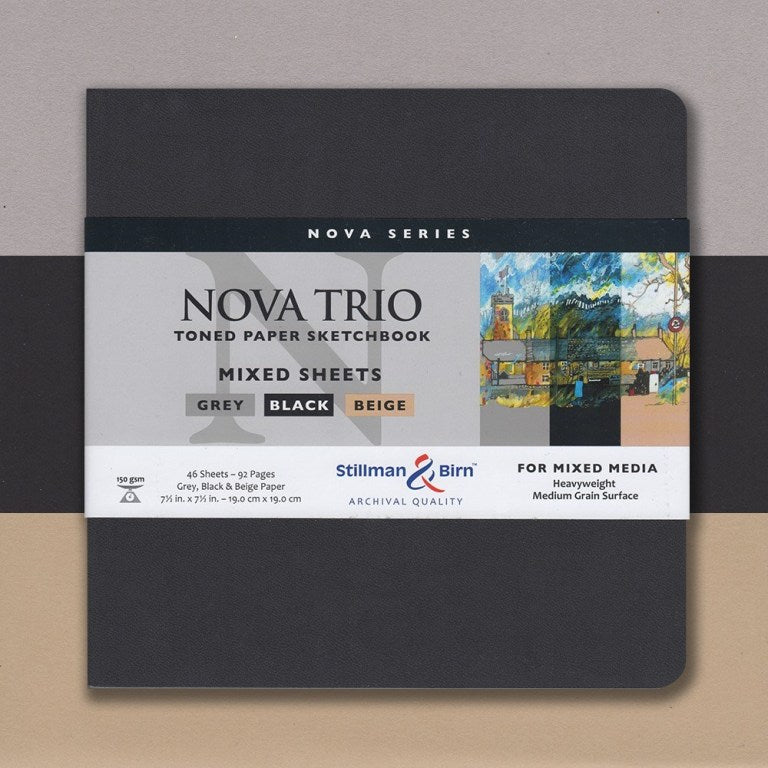 NOVA SERIES
NOVA TRIO
TONED PAPER SKETCHBOOK
MIXED SHEETS
GREY BLACK BEIGE
150 gsm
46 Sheets – 92 Pages
Grey, Black & Beige Paper
7½ in. x 7½ in. – 19.0 cm x 19.0 cm
Stillman & Birn™
ARCHIVAL QUALITY
FOR MIXED MEDIA
Heavyweight
Medium Grain Surface